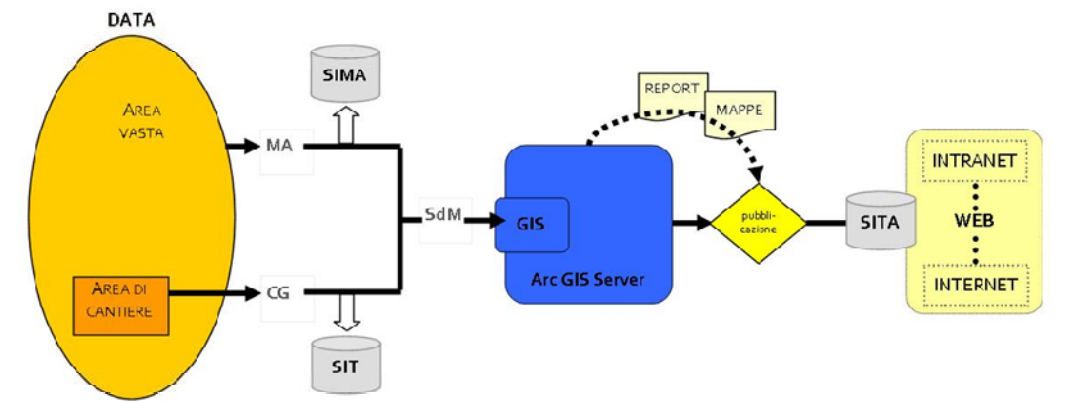 DATA
AREA
VASTA
AREA DI
CANTIERE
MA
CG
SIMA
SIT
SdM
GIS
Arc GIS Server
REPORT
MAPPE
pubbli-
cazione
SITA
INTRANET
WEB
INTERNET